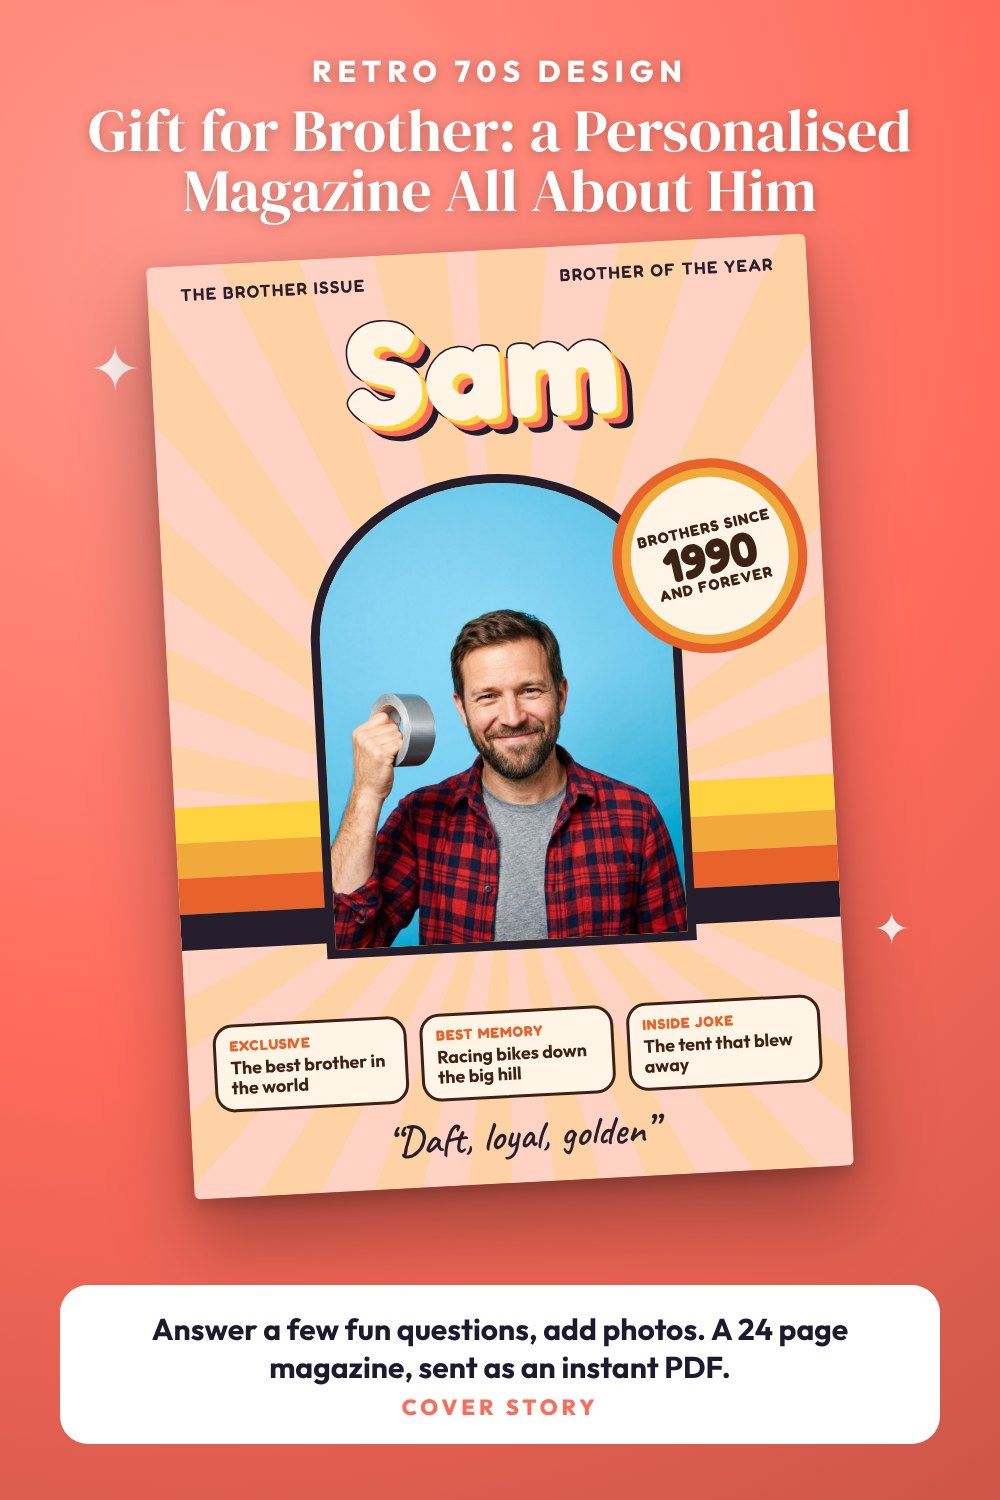 RETRO 70S DESIGN
Gift for Brother: a Personalised
Magazine All About Him
THE BROTHER ISSUE
BROTHER OF THE YEAR
Sam
BROTHERS SINCE
1990
AND FOREVER
EXCLUSIVE
The best brother in
the world
BEST MEMORY
Racing bikes down
the big hill
INSIDE JOKE
The tent that blew
away
“Daft, loyal, golden”
Answer a few fun questions, add photos. A 24 page
magazine, sent as an instant PDF.
COVER STORY